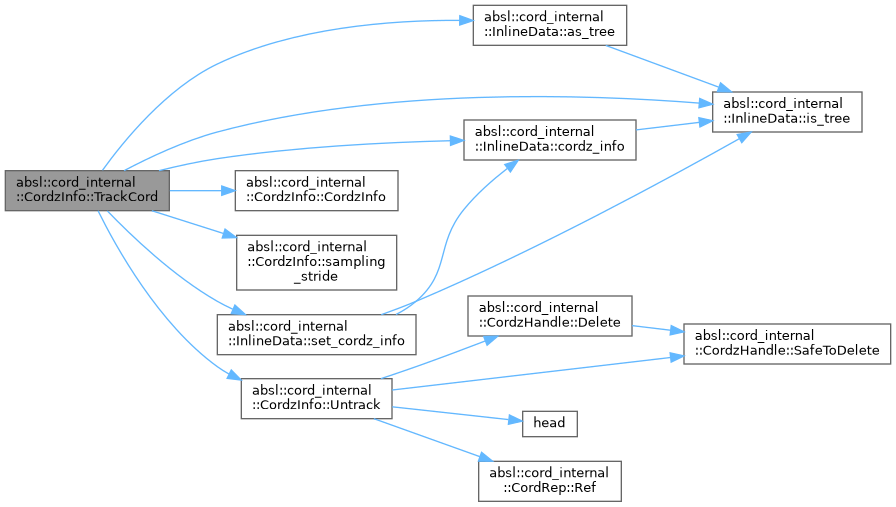 absl::cord_internal
::CordzInfo::TrackCord
absl::cord_internal
::InlineData::as_tree
absl::cord_internal
::InlineData::is_tree
absl::cord_internal
::InlineData::cordz_info
absl::cord_internal
::CordzInfo::CordzInfo
absl::cord_internal
::CordzInfo::sampling
_stride
absl::cord_internal
::InlineData::set_cordz_info
absl::cord_internal
::CordzInfo::Untrack
absl::cord_internal
::CordzHandle::Delete
absl::cord_internal
::CordzHandle::SafeToDelete
head
absl::cord_internal
::CordRep::Ref